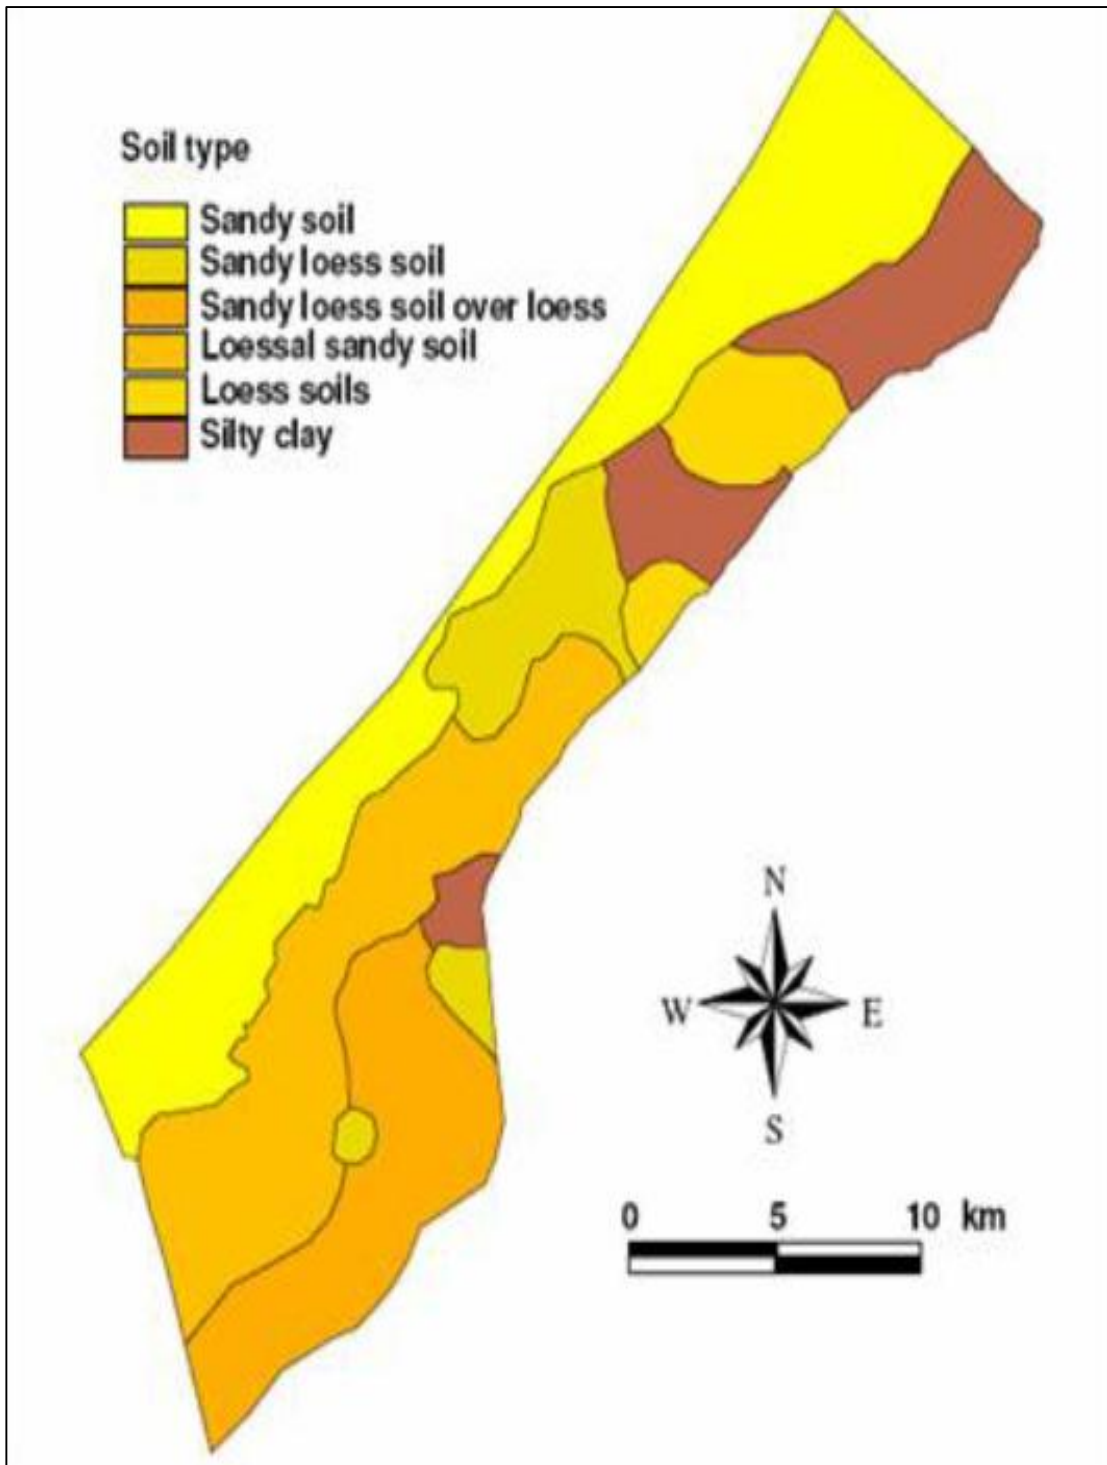 Soil type
Sandy soil
Sandy loess soil
Sandy loess soil over loess
Loessal sandy soil
Loess soils
Silty clay
N
W E
S
0 5 10 km